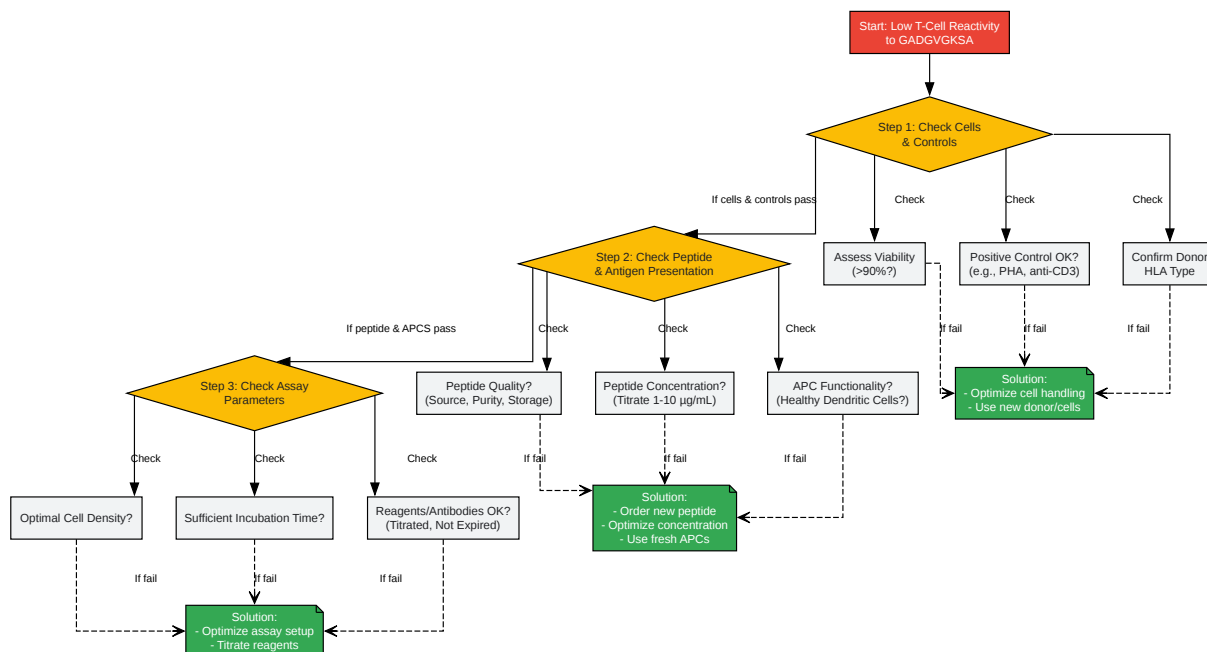 Start: Low T-Cell Reactivity
to GADGVGKSA
Step 1: Check Cells
& Controls
If cells & controls pass
Check
Check
Check
Step 2: Check Peptide
& Antigen Presentation
Assess Viability
(>90%?)
Positive Control OK?
(e.g., PHA, anti-CD3)
Confirm Donor
HLA Type
If peptide & APCS pass
Check
Check
Check
If fail
If fail
If fail
Step 3: Check Assay
Parameters
Peptide Quality?
(Source, Purity, Storage)
Peptide Concentration?
(Titrate 1-10 µg/mL)
APC Functionality?
(Healthy Dendritic Cells?)
Solution:
- Optimize cell handling
- Use new donor/cells
Check
Check
Check
If fail
If fail
If fail
Optimal Cell Density?
Sufficient Incubation Time?
Reagents/Antibodies OK?
(Titrated, Not Expired)
Solution:
- Order new peptide
- Optimize concentration
- Use fresh APCs
If fail
If fail
If fail
Solution:
- Optimize assay setup
- Titrate reagents